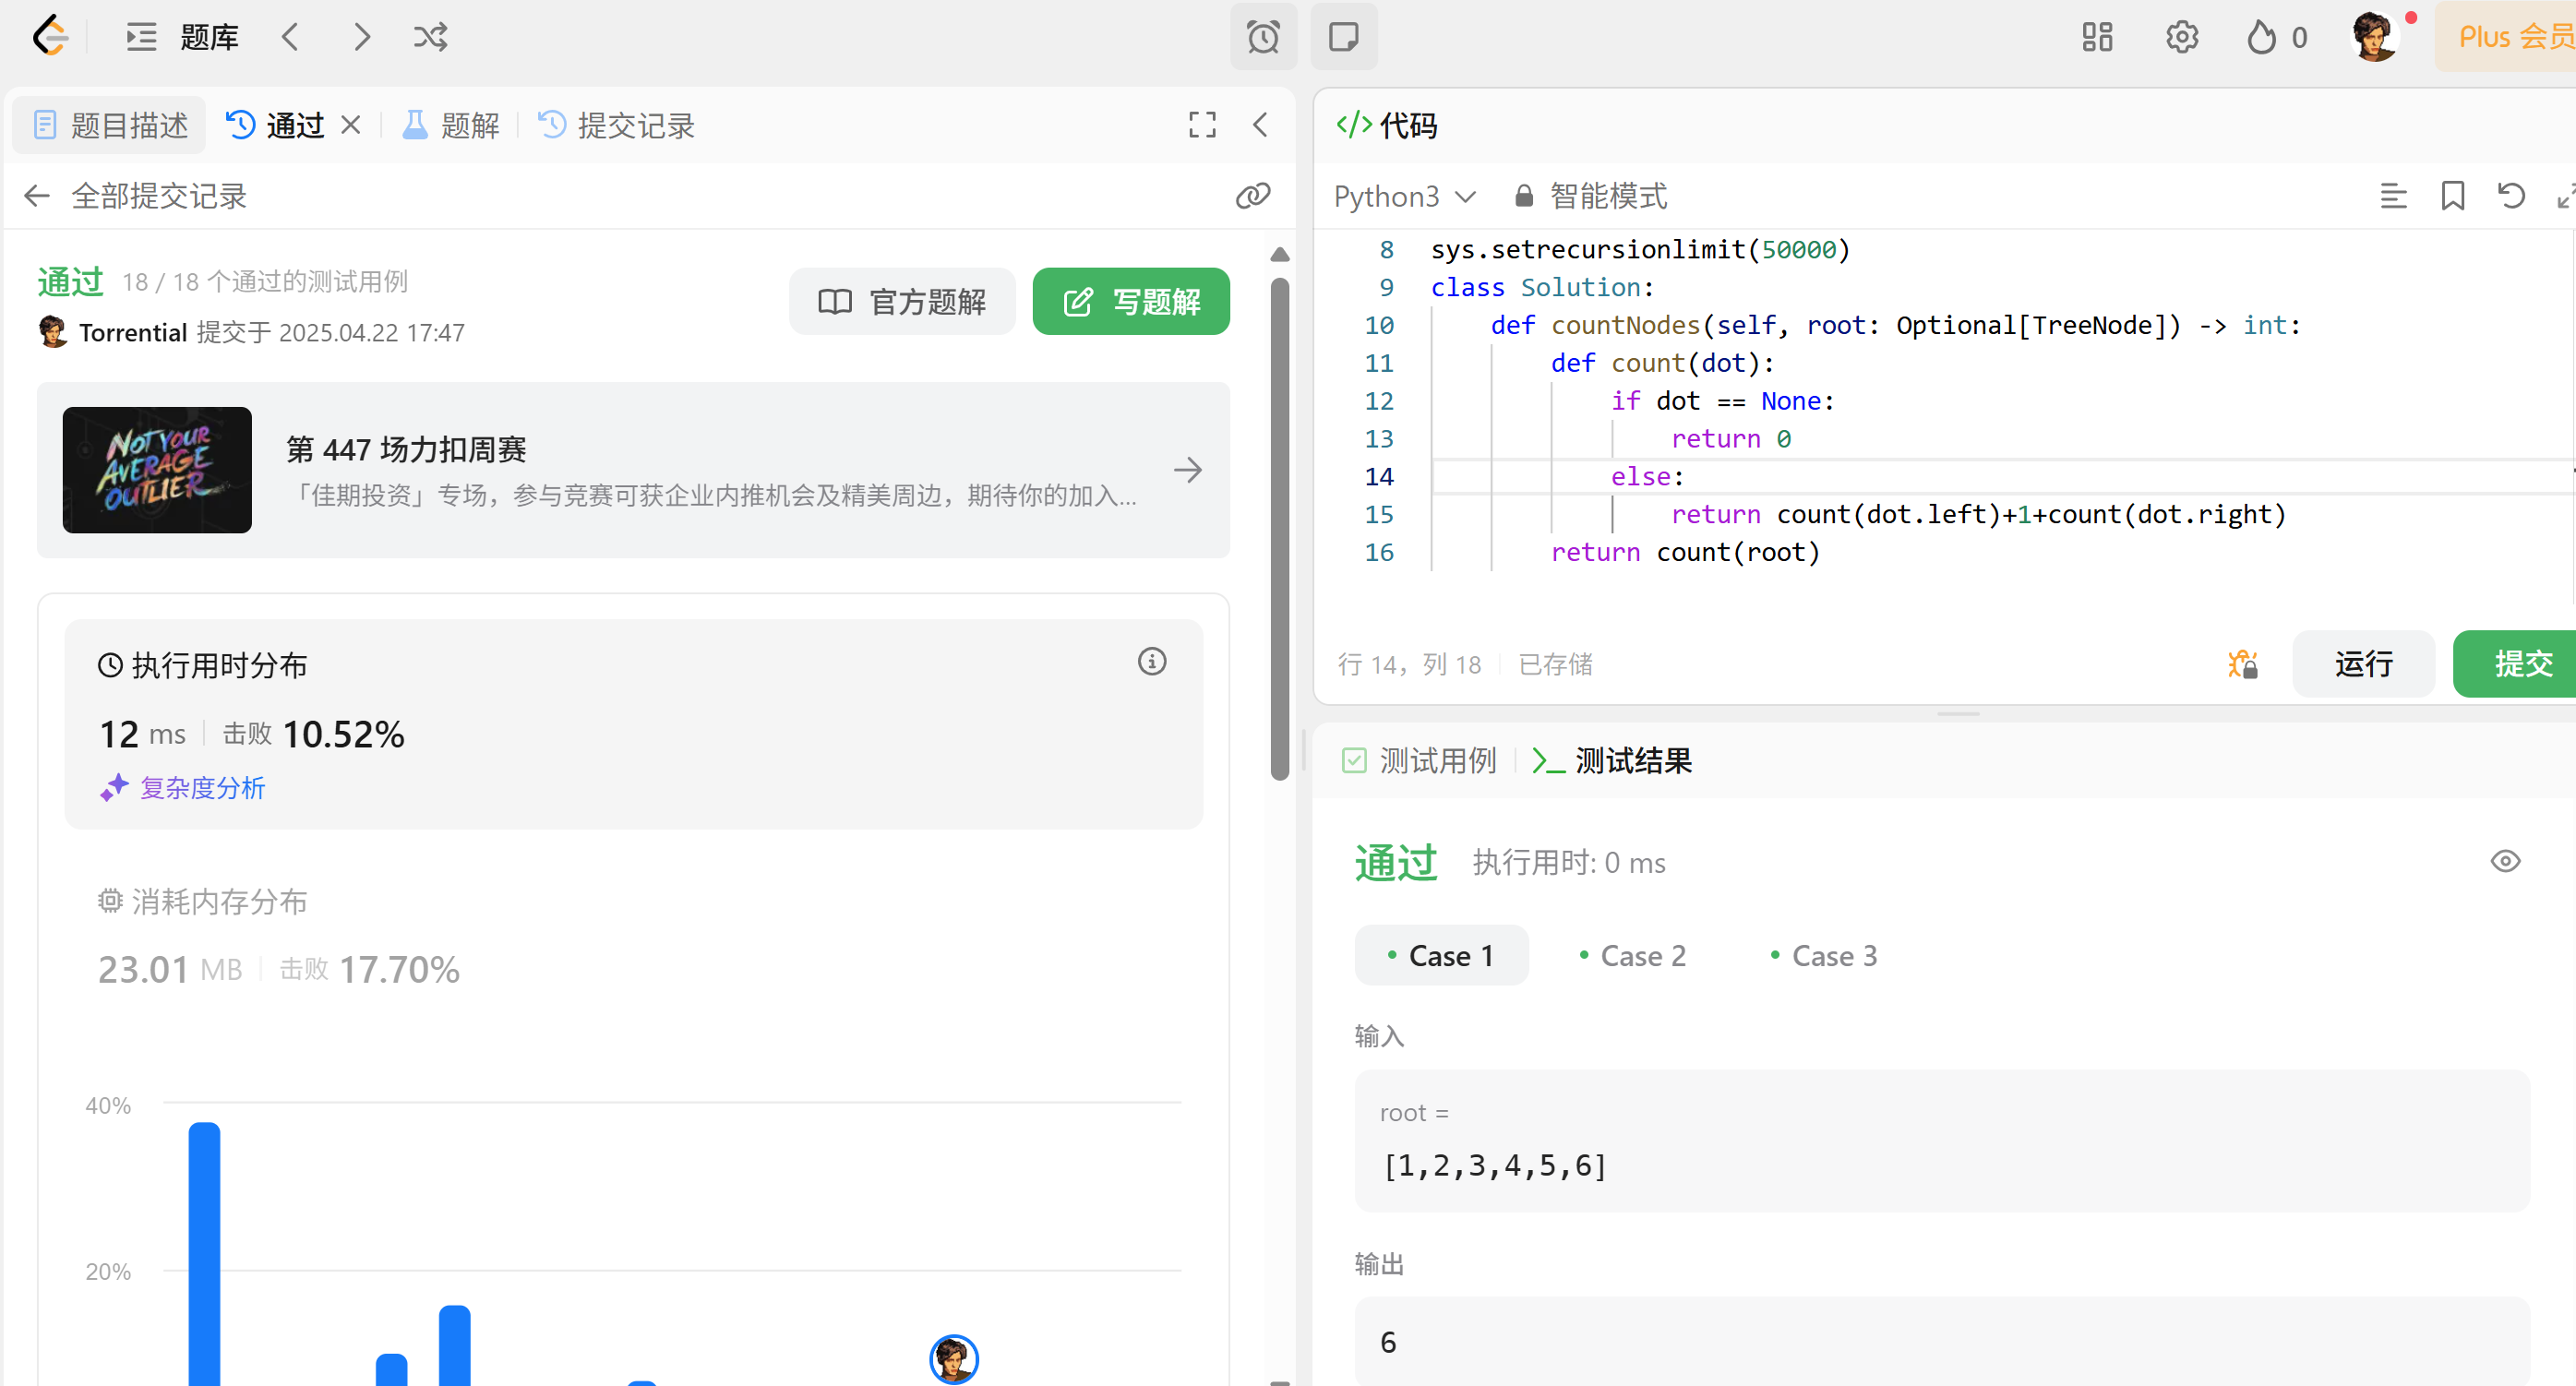 题库
0
Plus 会员
题目描述
通过
题解
提交记录
全部提交记录
通过 18 / 18 个通过的测试用例
官方题解
写题解
Torrential 提交于 2025.04.22 17:47
NOT YOUR
AVERAGE
OUTLIER
第 447 场力扣周赛
「佳期投资」专场，参与竞赛可获企业内推机会及精美周边，期待你的加入...
执行用时分布
12 ms 击败 10.52%
复杂度分析
消耗内存分布
23.01 MB 击败 17.70%
40%
20%
</> 代码
Python3 智能模式
8 sys.setrecursionlimit(50000)
9 class Solution:
10 def countNodes(self, root: Optional[TreeNode]) -> int:
11 def count(dot):
12 if dot == None:
13 return 0
14 else:
15 return count(dot.left)+1+count(dot.right)
16 return count(root)
行 14，列 18 已存储
运行
提交
测试用例
测试结果
通过 执行用时: 0 ms
Case 1
Case 2
Case 3
输入
root =
[1,2,3,4,5,6]
输出
6